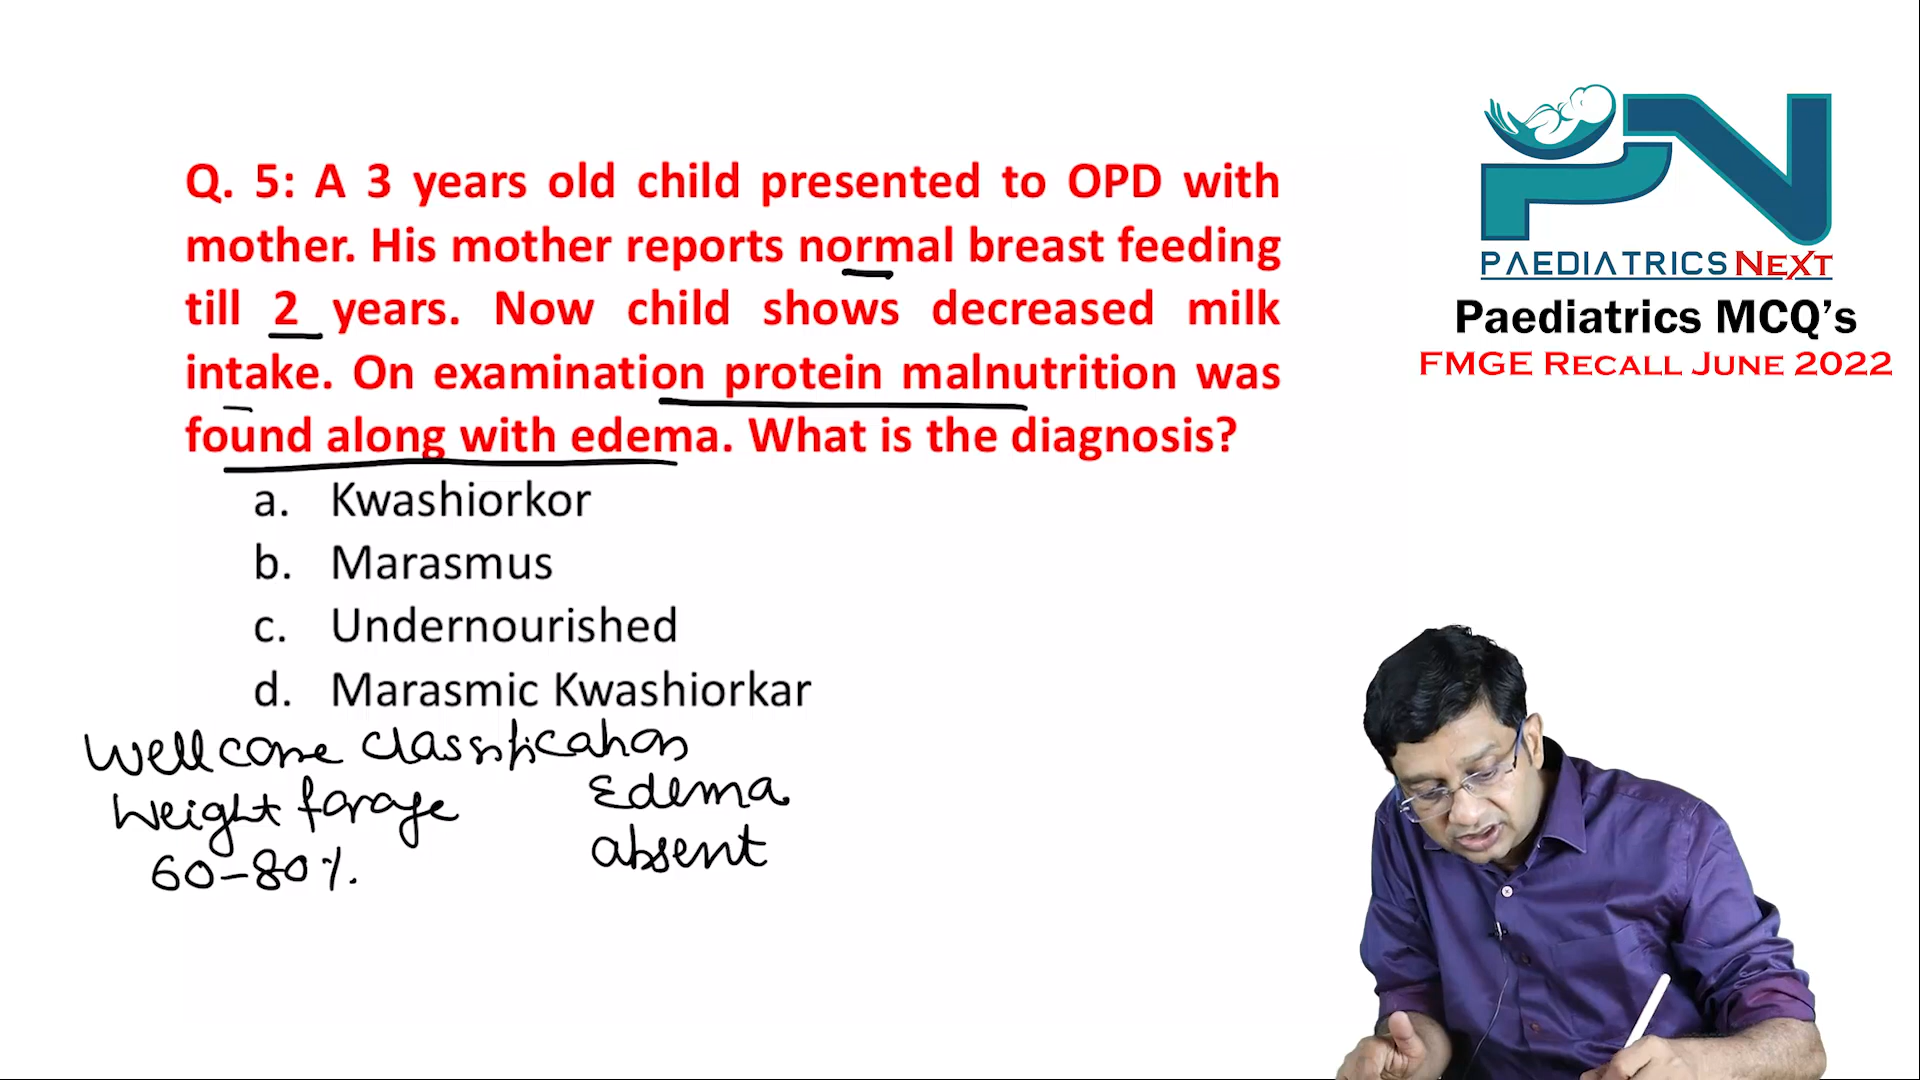 Q. 5: A 3 years old child presented to OPD with
mother. His mother reports normal breast feeding
till 2 years. Now child shows decreased milk
intake. On examination protein malnutrition was
found along with edema. What is the diagnosis?
a. Kwashiorkor
b. Marasmus
c. Undernourished
d. Marasmic Kwashiorkar
Wellcome classification
Weight for age
60-80%.
Edema
absent
PN
PAEDIATRICS NEXT
Paediatrics MCQ's
FMGE RECALL JUNE 2022